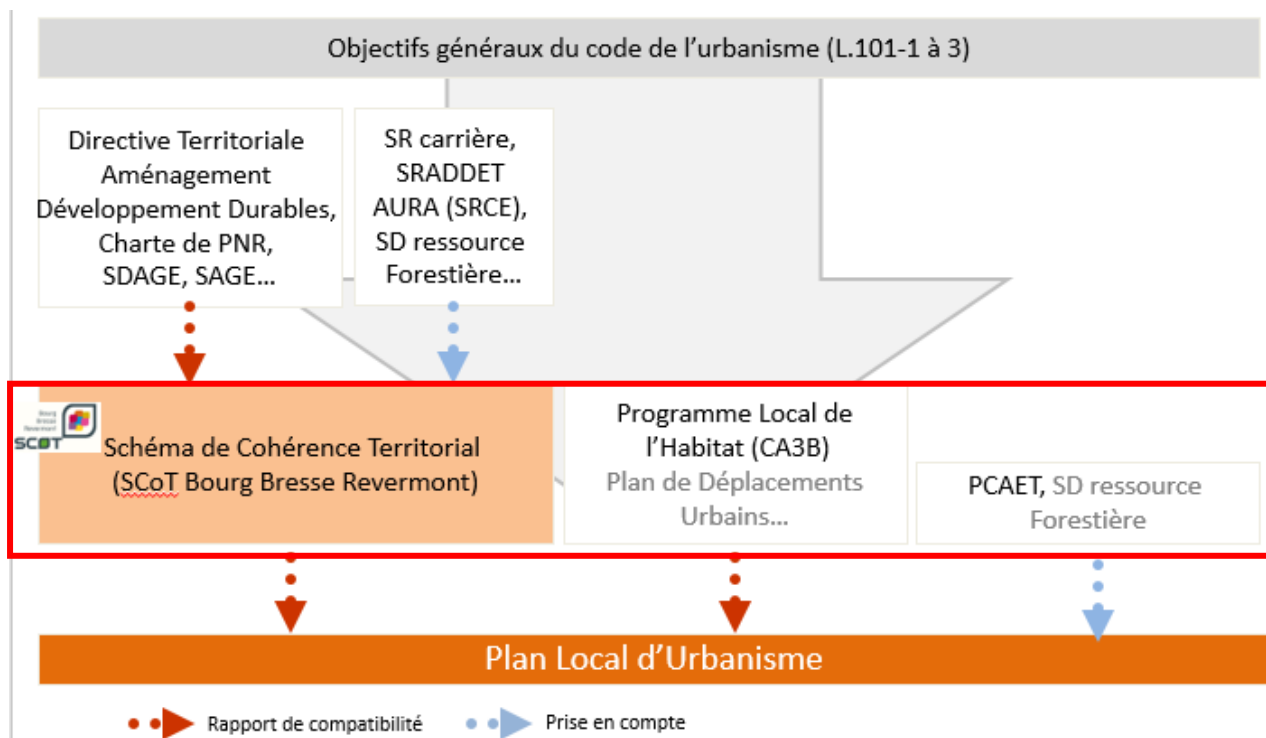 Objectifs généraux du code de l'urbanisme (L.101-1 à 3)
Directive Territoriale
Aménagement
Développement Durables,
Charte de PNR,
SDAGE, SAGE…
SR carrière,
SRADDET
AURA (SRCE),
SD ressource
Forestière…
Bourg
Bresse
Revermont
SCOT
Schéma de Cohérence Territorial
(SCoT Bourg Bresse Revermont)
Programme Local de
l'Habitat (CA3B)
Plan de Déplacements
Urbains…
PCAET, SD ressource
Forestière
Plan Local d'Urbanisme
Rapport de compatibilité
Prise en compte